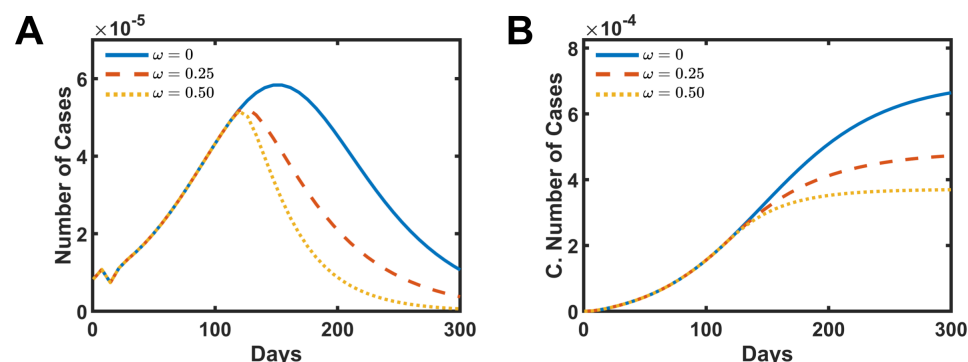 A
×10⁻⁵
Number of Cases
6
4
2
0
ω = 0
ω = 0.25
ω = 0.50
0 100 200 300
Days
B
×10⁻⁴
C. Number of Cases
8
6
4
2
0
ω = 0
ω = 0.25
ω = 0.50
0 100 200 300
Days